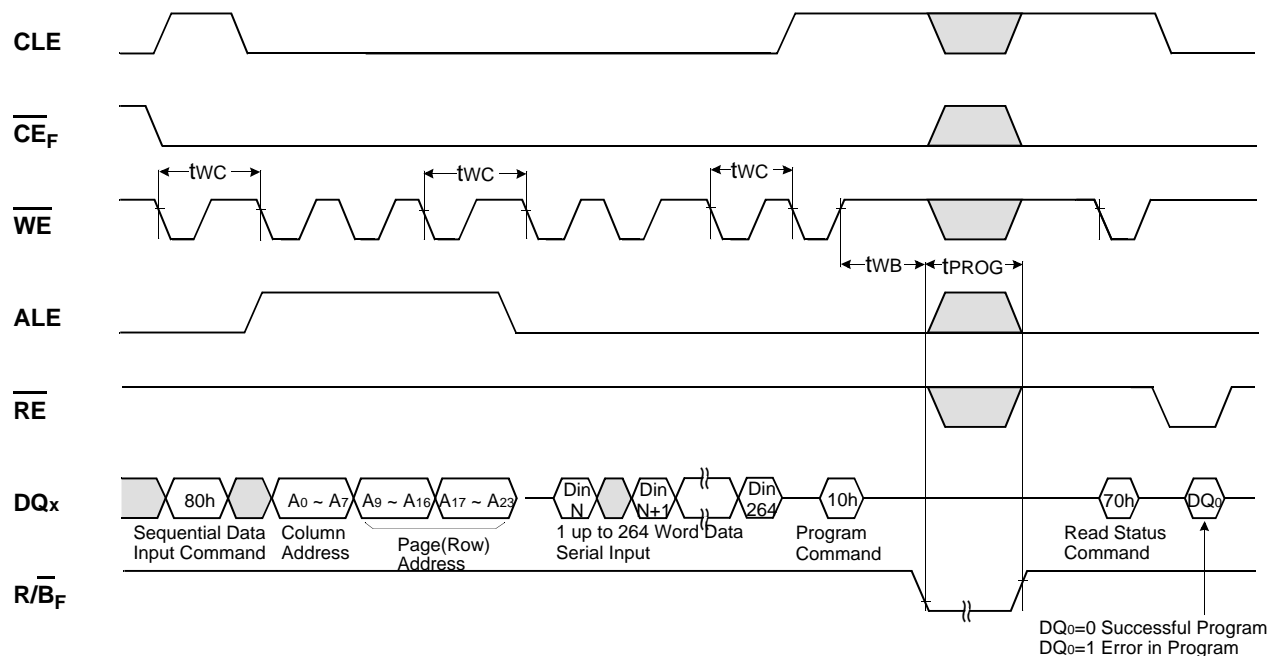 CLE
CEF
tWC
tWC
tWC
WE
tWB
tPROG
ALE
RE
DQx
80h
A0 ~ A7
A9 ~ A16
A17 ~ A23
Din N
Din N+1
Din 264
10h
70h
DQ0
Sequential Data Input Command
Column Address
Page(Row) Address
1 up to 264 Word Data Serial Input
Program Command
Read Status Command
R/BF
DQ0=0 Successful Program
DQ0=1 Error in Program